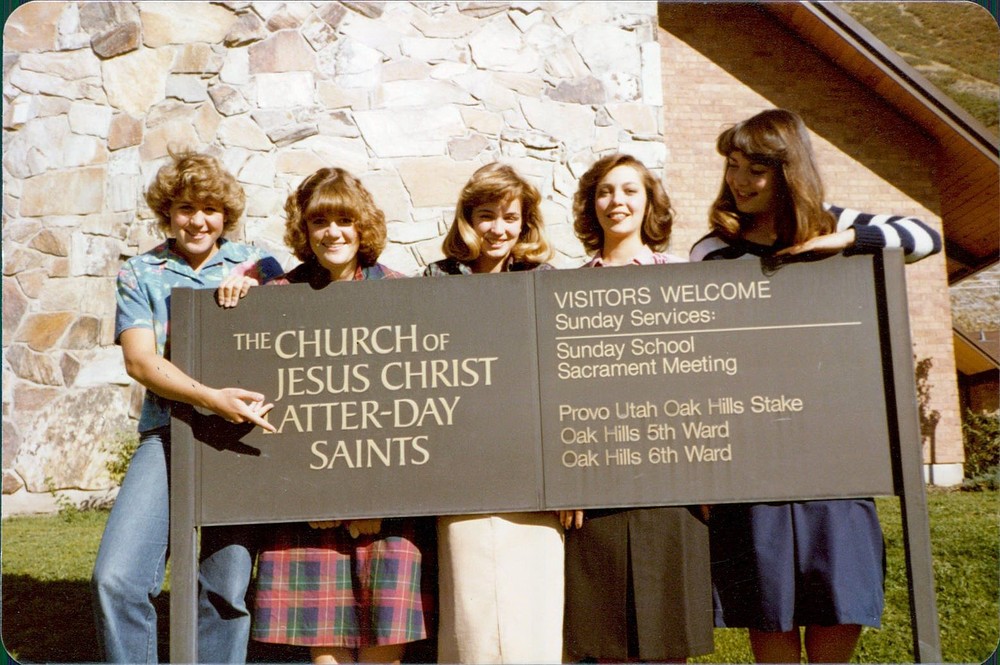 THE CHURCH OF
JESUS CHRIST
LATTER-DAY
SAINTS
VISITORS WELCOME
Sunday Services:
Sunday School
Sacrament Meeting
Provo Utah Oak Hills Stake
Oak Hills 5th Ward
Oak Hills 6th Ward